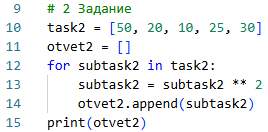 9 # 2 Задание
10 task2 = [50, 20, 10, 25, 30]
11 otvet2 = []
12 for subtask2 in task2:
13     subtask2 = subtask2 ** 2
14     otvet2.append(subtask2)
15 print(otvet2)